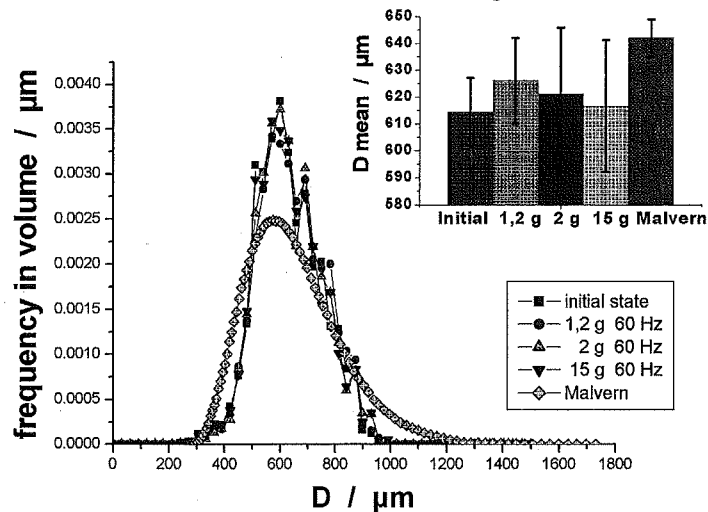 650
640
630
620
610
600
590
580
D mean / µm
Initial 1,2 g 2 g 15 g Malvern
0.0040
0.0035
0.0030
0.0025
0.0020
0.0015
0.0010
0.0005
0.0000
frequency in volume / µm
initial state
1,2 g 60 Hz
2 g 60 Hz
15 g 60 Hz
Malvern
0 200 400 600 800 1000 1200 1400 1600 1800
D / µm